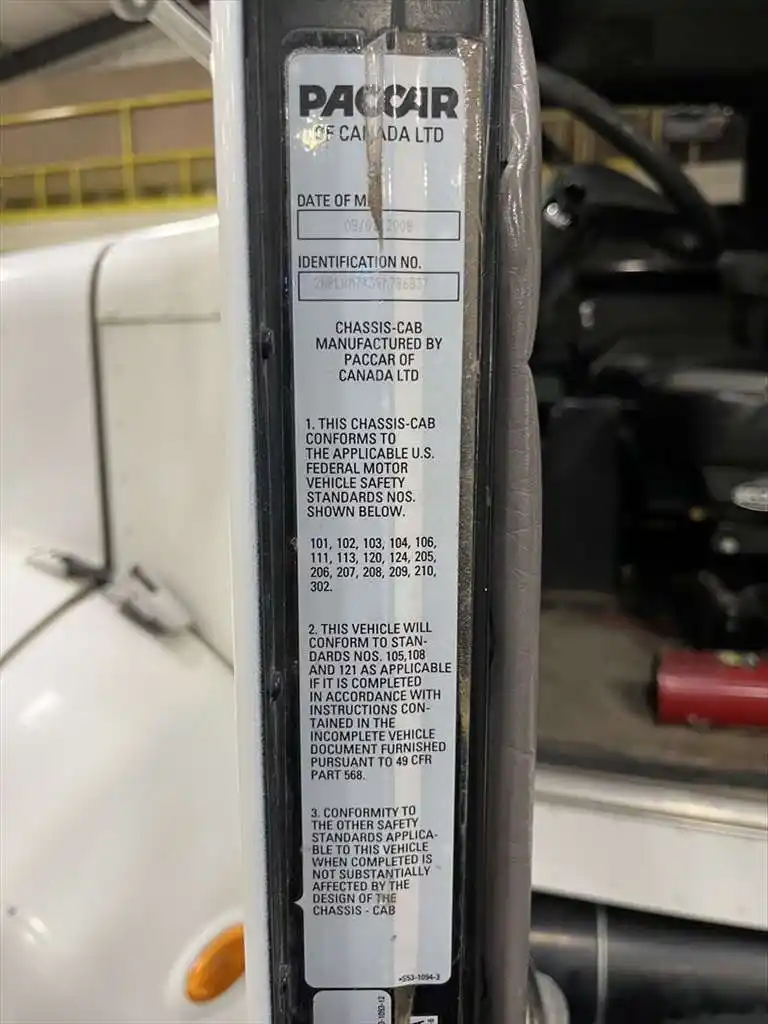 PACCAR
OF CANADA LTD
DATE OF M
2008
IDENTIFICATION NO.
CHASSIS-CAB
MANUFACTURED BY
PACCAR OF
CANADA LTD
1. THIS CHASSIS-CAB
CONFORMS TO
THE APPLICABLE U.S.
FEDERAL MOTOR
VEHICLE SAFETY
STANDARDS NOS.
SHOWN BELOW.
101, 102, 103, 104, 106,
111, 113, 120, 124, 205,
206, 207, 208, 209, 210,
302.
2. THIS VEHICLE WILL
CONFORM TO STAN-
DARDS NOS. 105,108
AND 121 AS APPLICABLE
IF IT IS COMPLETED
IN ACCORDANCE WITH
INSTRUCTIONS CON-
TAINED IN THE
INCOMPLETE VEHICLE
DOCUMENT FURNISHED
PURSUANT TO 49 CFR
PART 568.
3. CONFORMITY TO
THE OTHER SAFETY
STANDARDS APPLICA-
BLE TO THIS VEHICLE
WHEN COMPLETED IS
NOT SUBSTANTIALLY
AFFECTED BY THE
DESIGN OF THE
CHASSIS - CAB
S53-1094-3